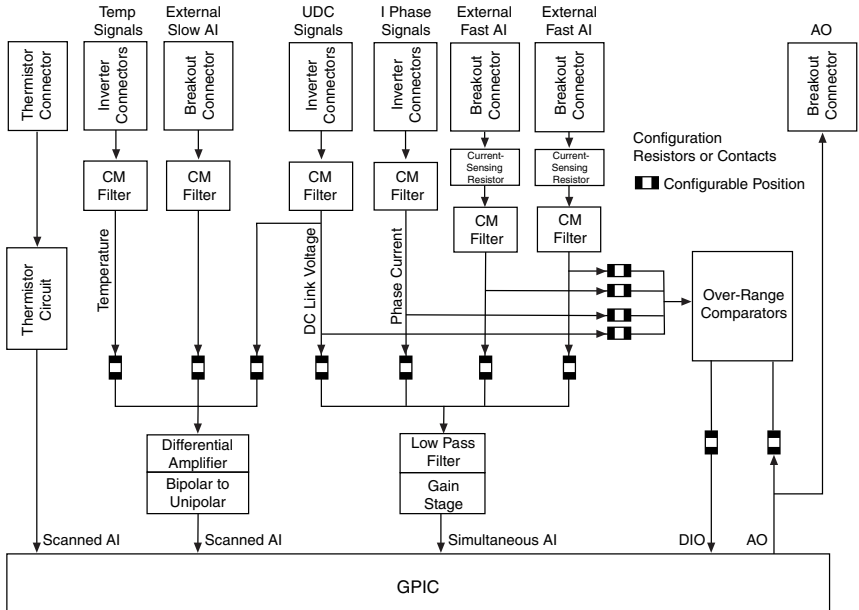 Temp
Signals
External
Slow AI
UDC
Signals
I Phase
Signals
External
Fast AI
External
Fast AI
AO
Thermistor
Connector
Inverter
Connectors
Breakout
Connector
Inverter
Connectors
Inverter
Connectors
Breakout
Connector
Breakout
Connector
Breakout
Connector
Configuration
Resistors or Contacts
Configurable Position
Current-
Sensing
Resistor
Current-
Sensing
Resistor
CM
Filter
CM
Filter
CM
Filter
CM
Filter
CM
Filter
CM
Filter
Thermistor
Circuit
Temperature
DC Link Voltage
Phase Current
Over-Range
Comparators
Differential
Amplifier
Bipolar to
Unipolar
Low Pass
Filter
Gain
Stage
Scanned AI
Scanned AI
Simultaneous AI
DIO
AO
GPIC